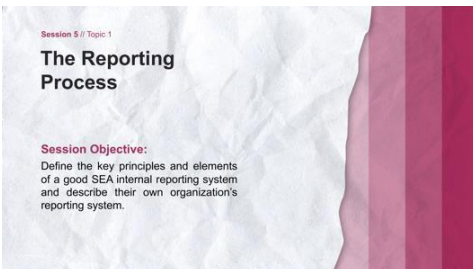 Session 5 // Topic 1
The Reporting
Process
Session Objective:
Define the key principles and elements
of a good SEA internal reporting system
and describe their own organization's
reporting system.